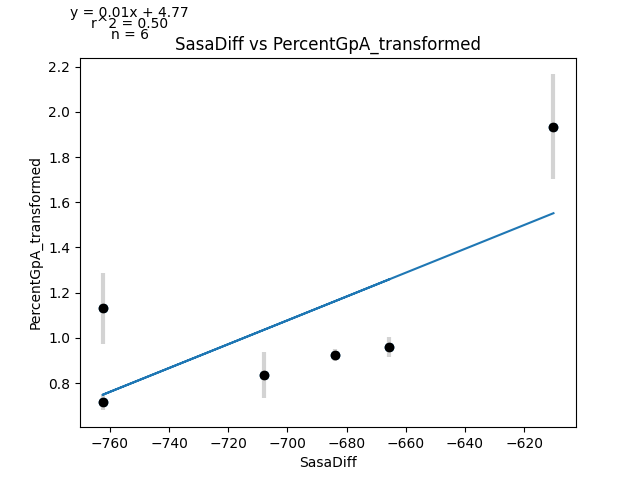 y = 0.01x + 4.77
r^2 = 0.50
n = 6
SasaDiff vs PercentGpA_transformed
2.2
2.0
1.8
1.6
1.4
1.2
1.0
0.8
PercentGpA_transformed
−760 −740 −720 −700 −680 −660 −640 −620
SasaDiff